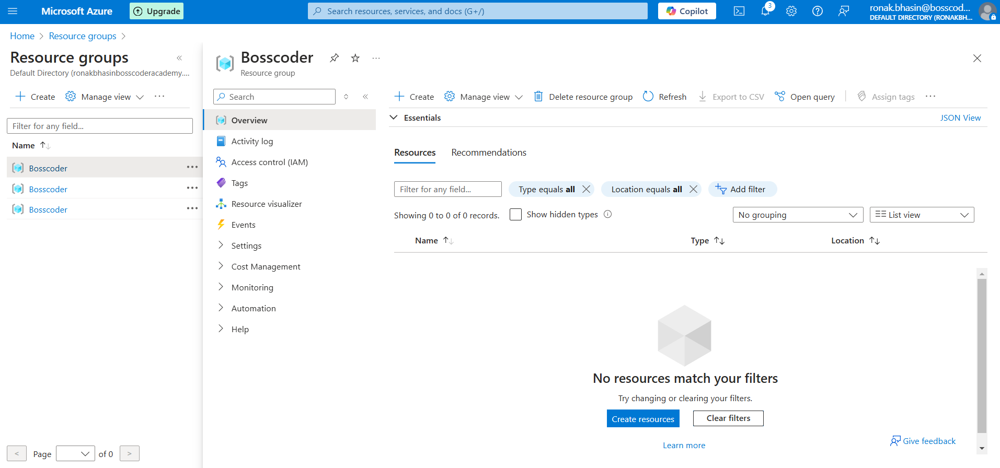 Microsoft Azure
Upgrade
Search resources, services, and docs (G+/)
Copilot
3
ronak.bhasin@bosscod...
DEFAULT DIRECTORY (RONAKBH...
Home > Resource groups >
Resource groups
Default Directory (ronakbhasinbosscoderacademy....
Create
Manage view
Filter for any field...
Name
Bosscoder
Bosscoder
Bosscoder
< Page
of 0 >
Bosscoder
Resource group
Search
Overview
Activity log
Access control (IAM)
Tags
Resource visualizer
Events
Settings
Cost Management
Monitoring
Automation
Help
Create
Manage view
Delete resource group
Refresh
Export to CSV
Open query
Assign tags
Essentials
JSON View
Resources
Recommendations
Filter for any field...
Type equals all
Location equals all
Add filter
Showing 0 to 0 of 0 records.
Show hidden types
No grouping
List view
Name
Type
Location
No resources match your filters
Try changing or clearing your filters.
Create resources
Clear filters
Learn more
Give feedback